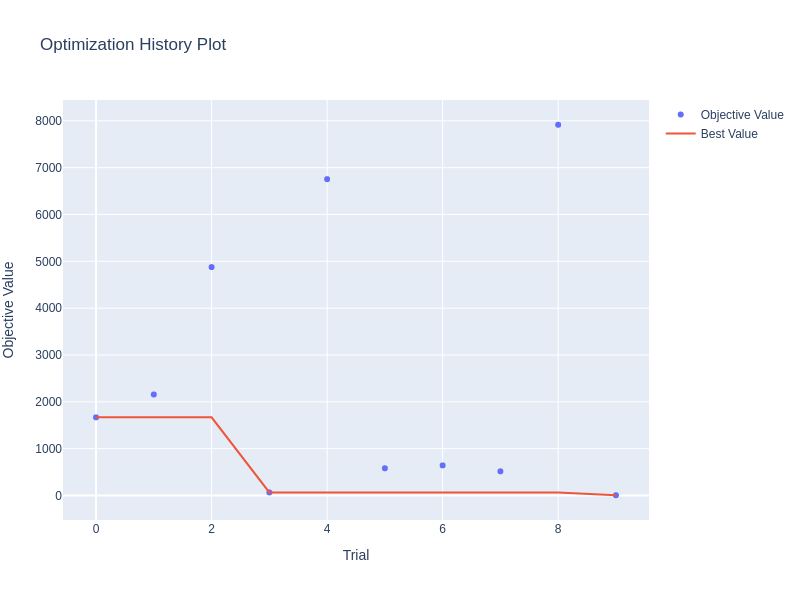 Optimization History Plot
Objective Value
Best Value
8000
7000
6000
5000
4000
3000
2000
1000
0
Objective Value
0
2
4
6
8
Trial